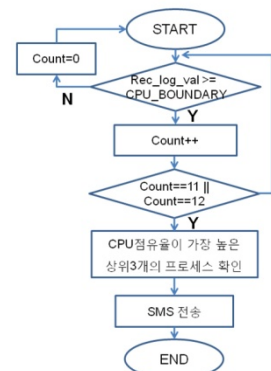 START
Count=0
Rec_log_val >=
CPU_BOUNDARY
N
Y
Count++
Count==11 ||
Count==12
Y
CPU점유율이 가장 높은
상위3개의 프로세스 확인
SMS 전송
END